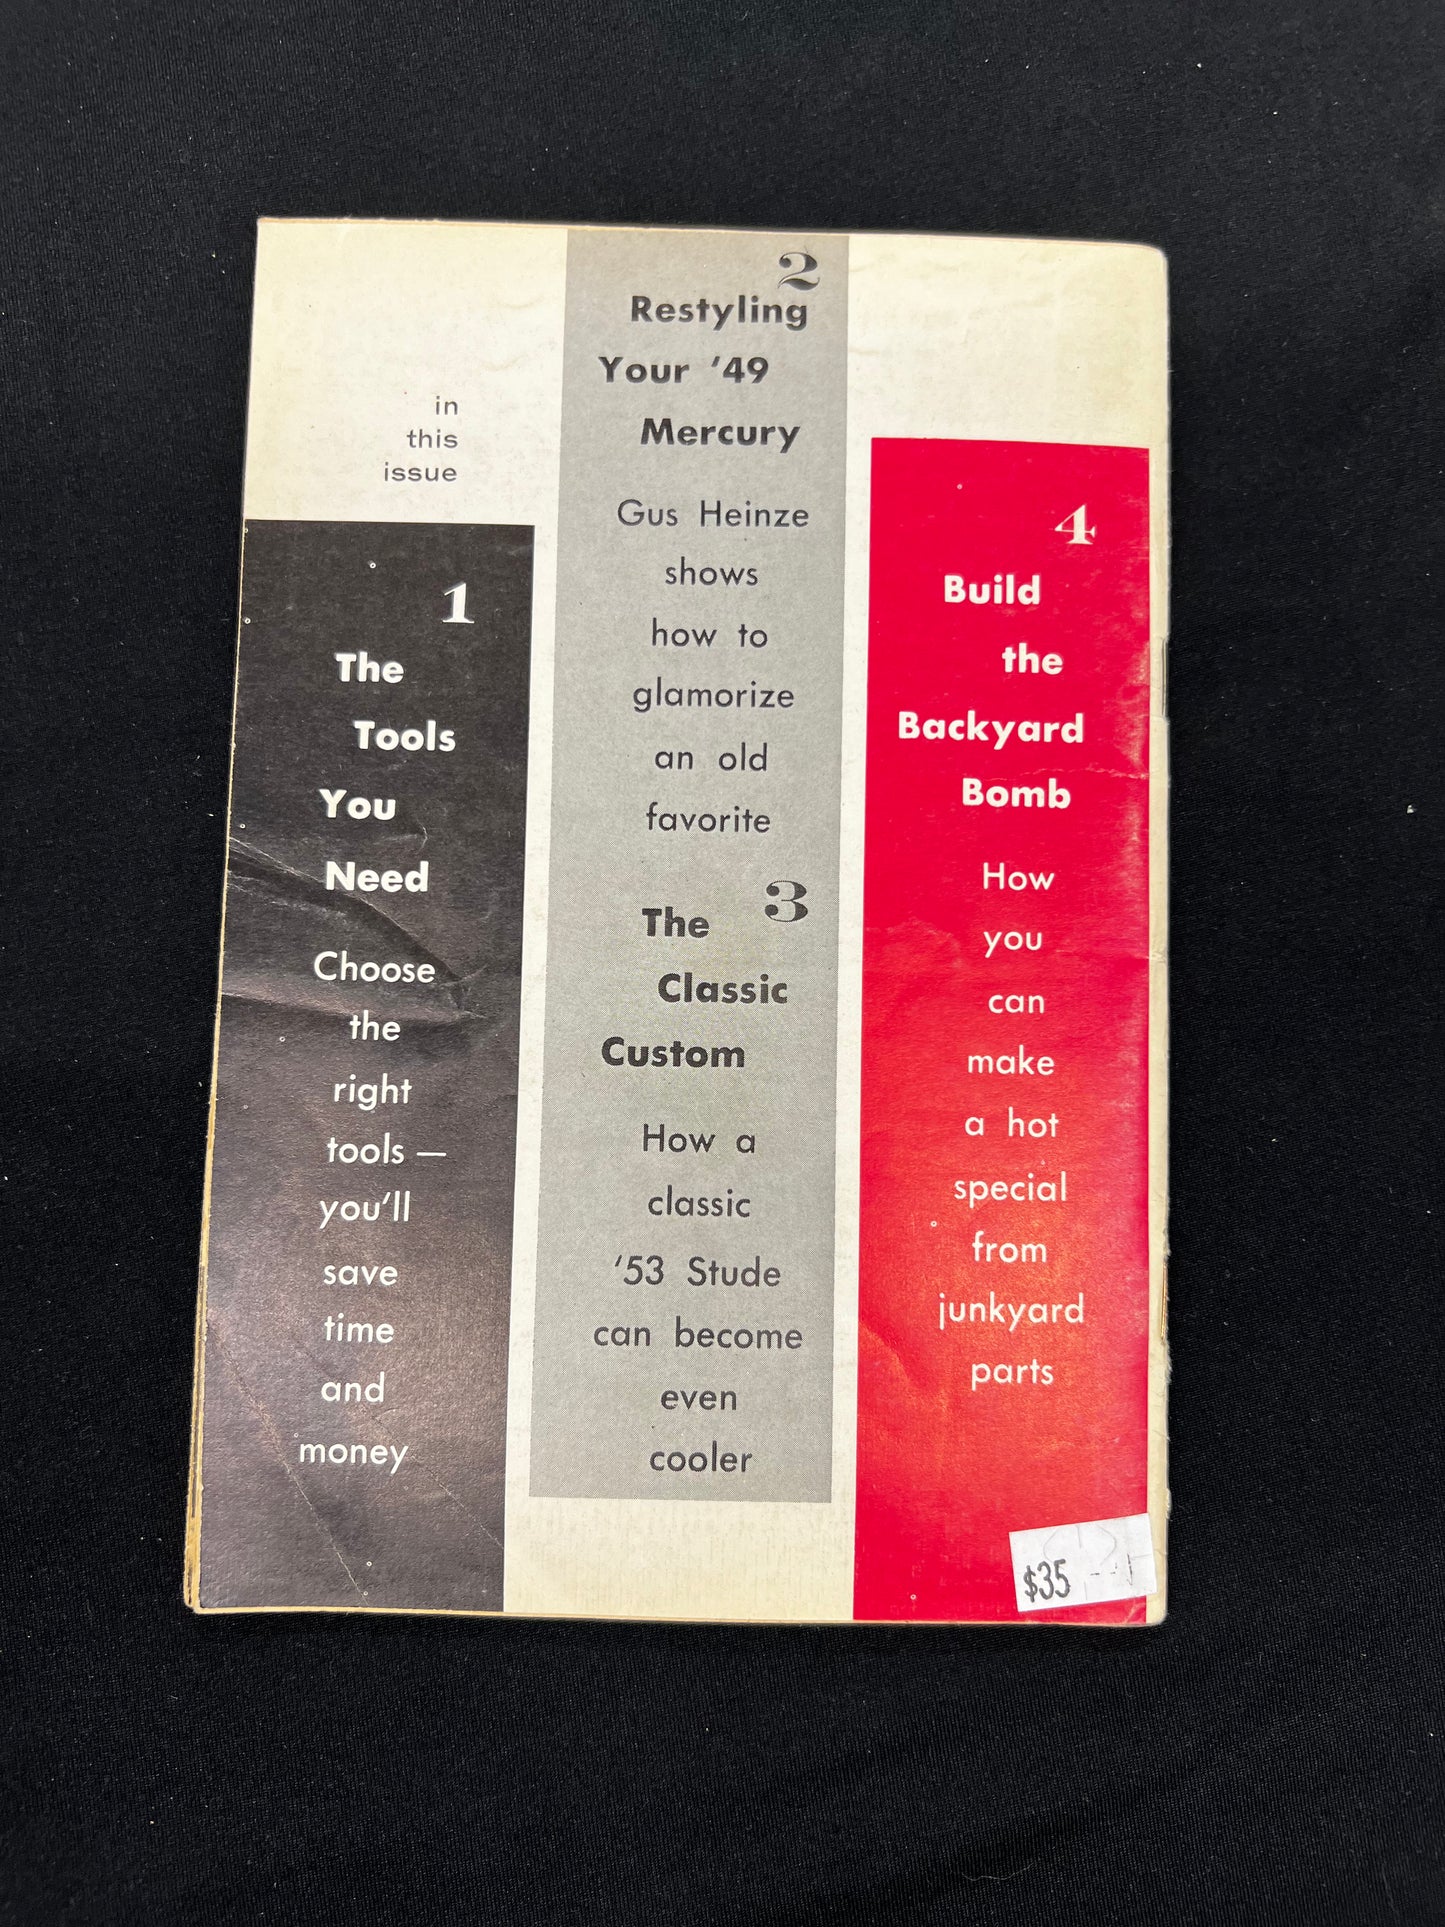 in
this
issue
1
The
Tools
You
Need
Choose
the
right
tools —
you'll
save
time
and
money
2
Restyling
Your '49
Mercury
Gus Heinze
shows
how to
glamorize
an old
favorite
3
The
Classic
Custom
How a
classic
'53 Stude
can become
even
cooler
4
Build
the
Backyard
Bomb
How
you
can
make
a hot
special
from
junkyard
parts
$35